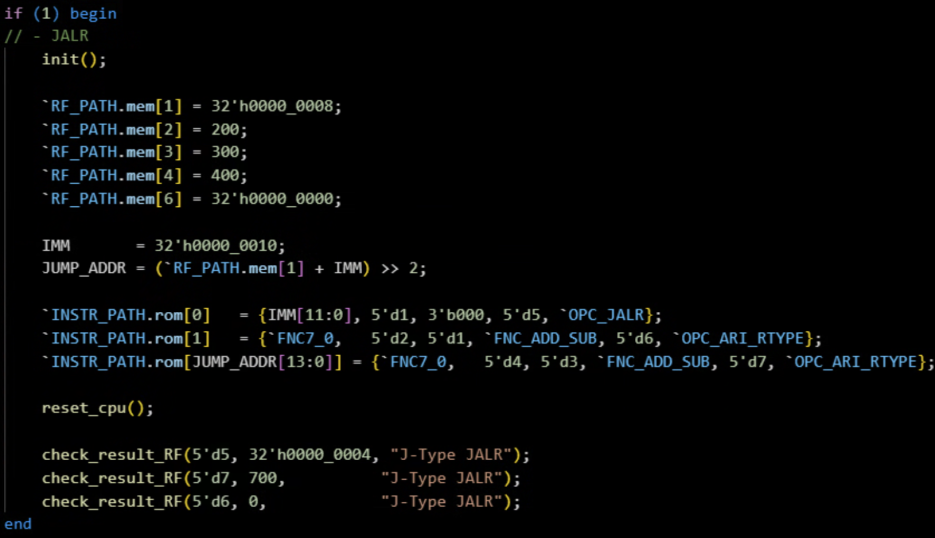 if (1) begin
// - JALR
init();
`RF_PATH.mem[1] = 32'h0000_0008;
`RF_PATH.mem[2] = 200;
`RF_PATH.mem[3] = 300;
`RF_PATH.mem[4] = 400;
`RF_PATH.mem[6] = 32'h0000_0000;
IMM       = 32'h0000_0010;
JUMP_ADDR = (`RF_PATH.mem[1] + IMM) >> 2;
`INSTR_PATH.rom[0]   = {IMM[11:0], 5'd1, 3'b000, 5'd5, `OPC_JALR};
`INSTR_PATH.rom[1]   = {`FNC7_0,   5'd2, 5'd1, `FNC_ADD_SUB, 5'd6, `OPC_ARI_RTYPE};
`INSTR_PATH.rom[JUMP_ADDR[13:0]] = {`FNC7_0,   5'd4, 5'd3, `FNC_ADD_SUB, 5'd7, `OPC_ARI_RTYPE};
reset_cpu();
check_result_RF(5'd5, 32'h0000_0004, "J-Type JALR");
check_result_RF(5'd7, 700,          "J-Type JALR");
check_result_RF(5'd6, 0,            "J-Type JALR");
end